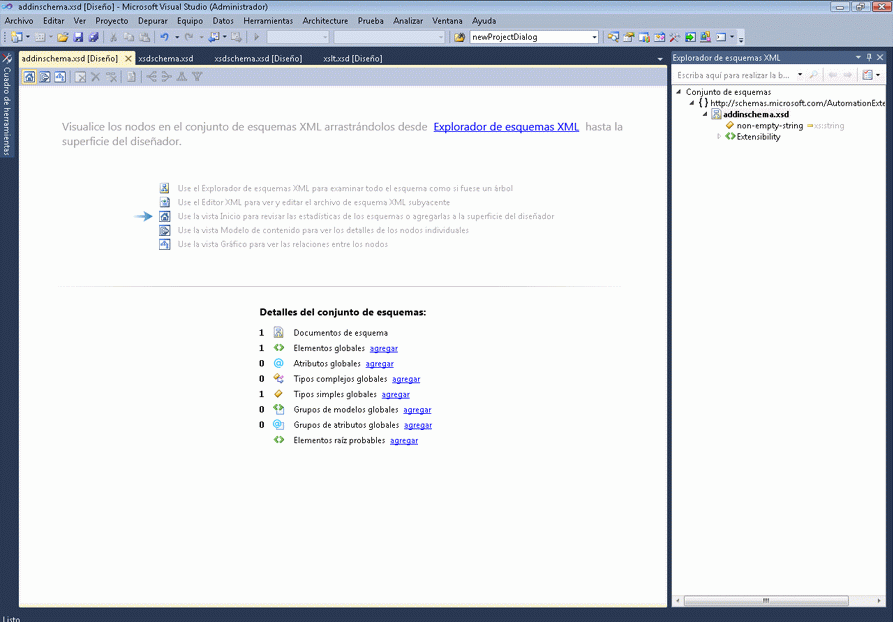 addinschema.xsd [Diseño] - Microsoft Visual Studio (Administrador)
Archivo Editar Ver Proyecto Depurar Equipo Datos Herramientas Architecture Prueba Analizar Ventana Ayuda
newProjectDialog
addinschema.xsd [Diseño] xsdschema.xsd xsdschema.xsd [Diseño] xslt.xsd [Diseño]
Cuadro de herramientas
Visualice los nodos en el conjunto de esquemas XML arrastrándolos desde Explorador de esquemas XML hasta la
superficie del diseñador.
Use el Explorador de esquemas XML para examinar todo el esquema como si fuese un árbol
Use el Editor XML para ver y editar el archivo de esquema XML subyacente
Use la vista Inicio para revisar las estadísticas de los esquemas o agregarlas a la superficie del diseñador
Use la vista Modelo de contenido para ver los detalles de los nodos individuales
Use la vista Gráfico para ver las relaciones entre los nodos
Detalles del conjunto de esquemas:
1 Documentos de esquema
1 Elementos globales agregar
0 Atributos globales agregar
0 Tipos complejos globales agregar
1 Tipos simples globales agregar
0 Grupos de modelos globales agregar
0 Grupos de atributos globales agregar
Elementos raíz probables agregar
Explorador de esquemas XML
Escriba aquí para realizar la b...
Conjunto de esquemas
{ } http://schemas.microsoft.com/AutomationExte
addinschema.xsd
non-empty-string xs:string
Extensibility
Listo